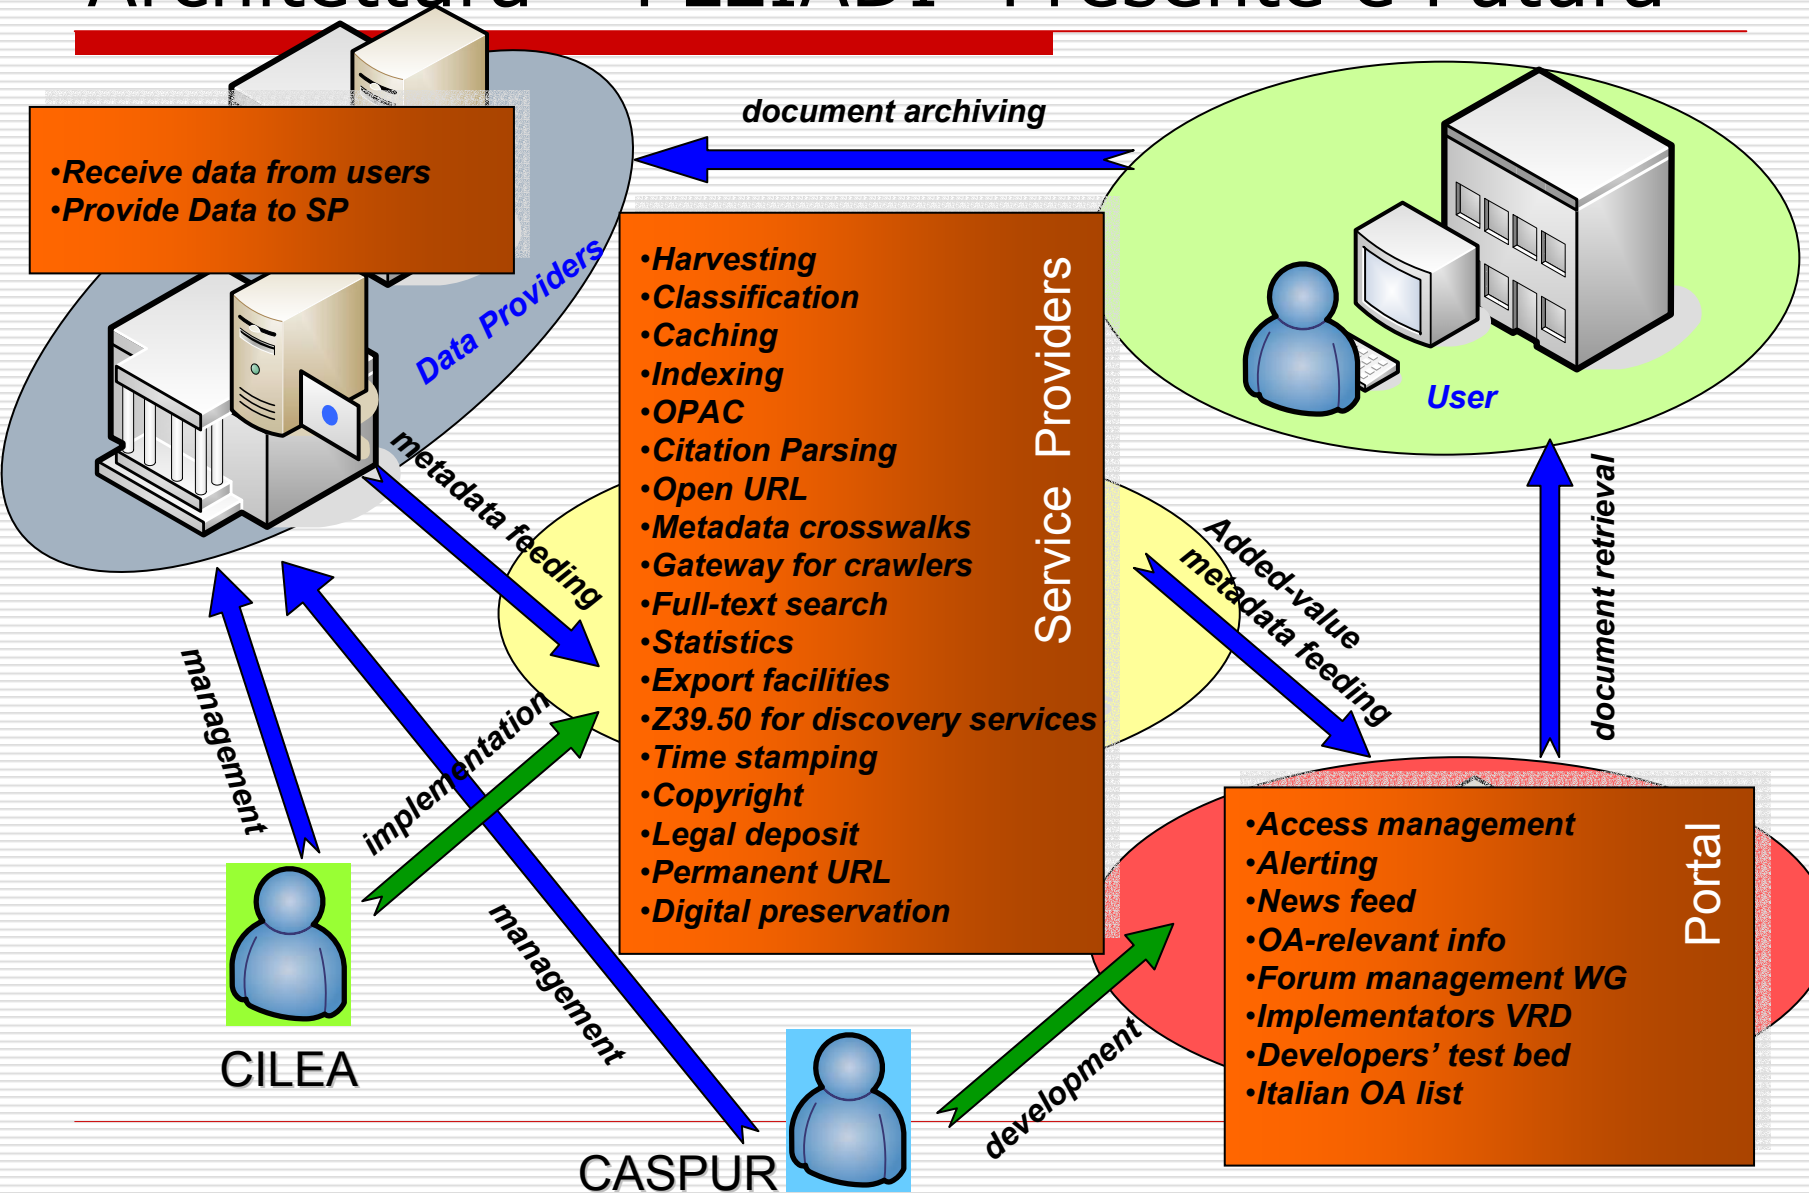 Architettura PLEIADI Presente e Futura
document archiving
•Receive data from users
•Provide Data to SP
Data Providers
•Harvesting
•Classification
•Caching
•Indexing
•OPAC
•Citation Parsing
•Open URL
•Metadata crosswalks
•Gateway for crawlers
•Full-text search
•Statistics
•Export facilities
•Z39.50 for discovery services
•Time stamping
•Copyright
•Legal deposit
•Permanent URL
•Digital preservation
Service Providers
User
metadata feeding
Added-value
metadata feeding
document retrieval
management
implementation
management
development
•Access management
•Alerting
•News feed
•OA-relevant info
•Forum management WG
•Implementators VRD
•Developers’ test bed
•Italian OA list
Portal
CILEA
CASPUR